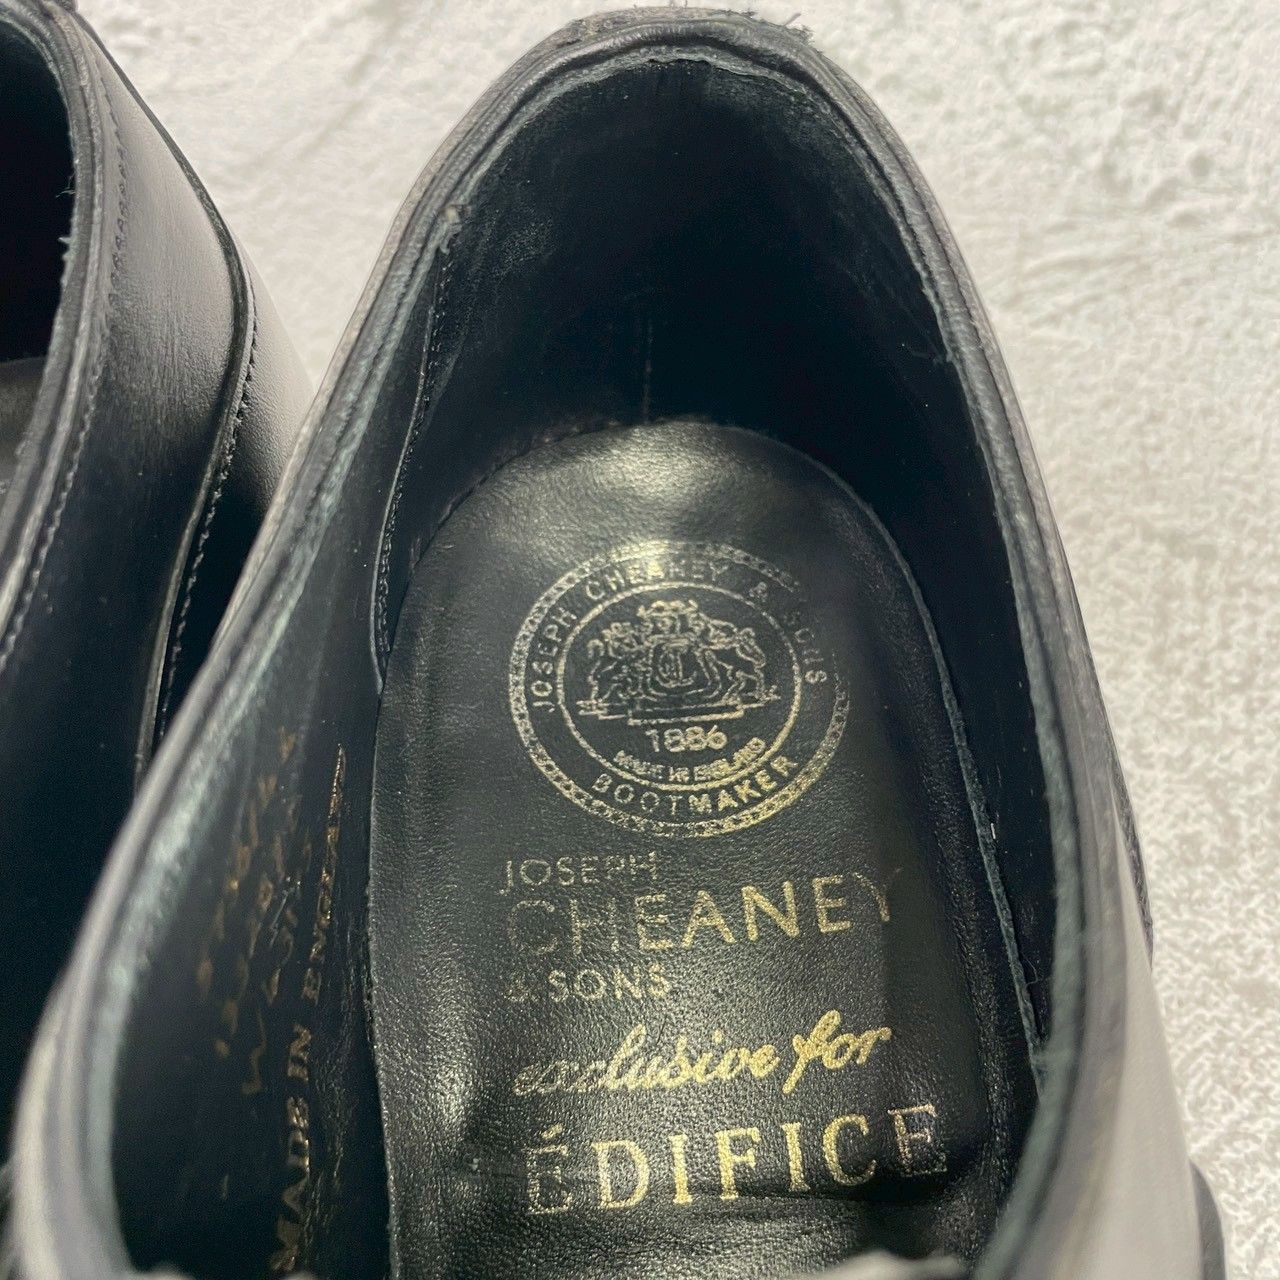 JOSEPH CHEANEY & SONS
1886
MADE IN ENGLAND
BOOTMAKER
JOSEPH
CHEANEY
& SONS
exclusive for
ÉDIFICE
MADE IN ENGLAND